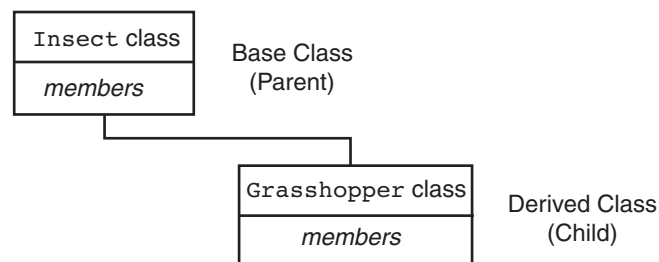 Insect class
members
Base Class
(Parent)
Grasshopper class
members
Derived Class
(Child)